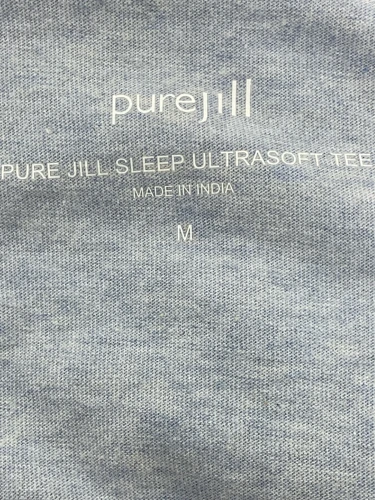 purejill
PURE JILL SLEEP ULTRASOFT TEE
MADE IN INDIA
M